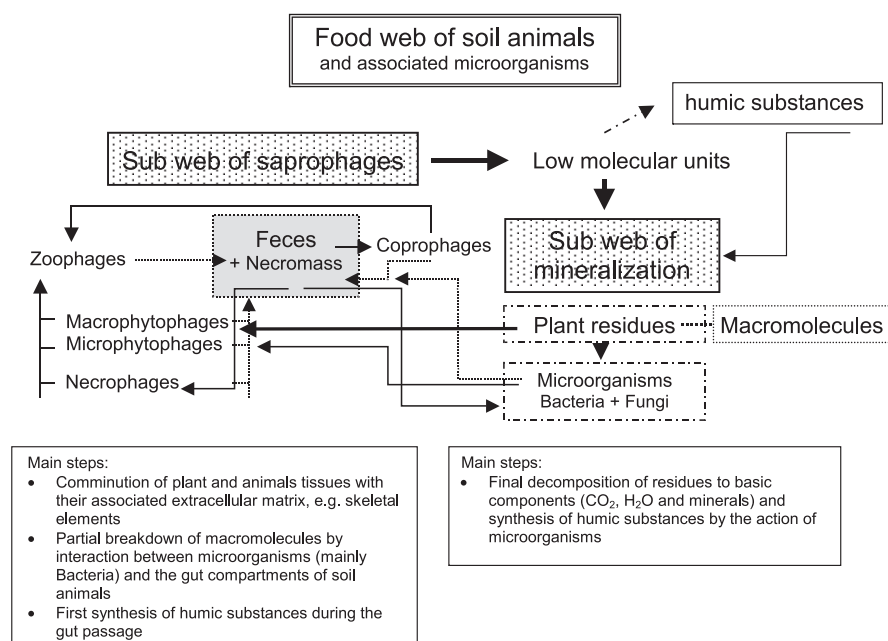 Food web of soil animals
and associated microorganisms
humic substances
Sub web of saprophages
Low molecular units
Feces
+ Necromass
Coprophages
Zoophages
Sub web of
mineralization
Macrophytophages
Plant residues
Macromolecules
Microphytophages
Necrophages
Microorganisms
Bacteria + Fungi
Main steps:
• Comminution of plant and animals tissues with
their associated extracellular matrix, e.g. skeletal
elements
• Partial breakdown of macromolecules by
interaction between microorganisms (mainly
Bacteria) and the gut compartments of soil
animals
• First synthesis of humic substances during the
gut passage
Main steps:
• Final decomposition of residues to basic
components (CO₂, H₂O and minerals) and
synthesis of humic substances by the action of
microorganisms